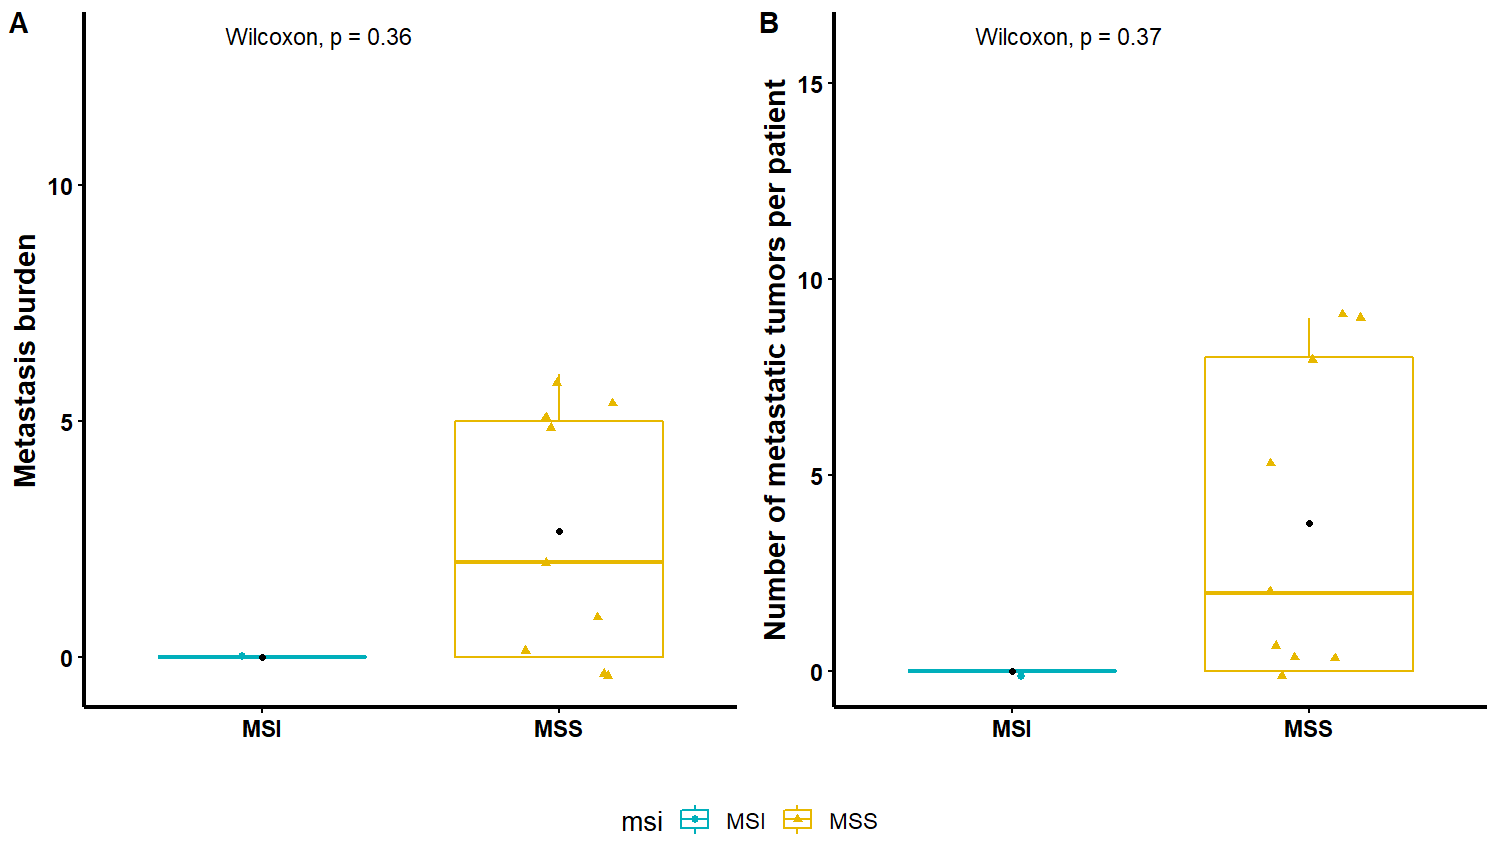 A
Wilcoxon, p = 0.36
Metastasis burden
10
5
0
MSI
MSS
B
Wilcoxon, p = 0.37
Number of metastatic tumors per patient
15
10
5
0
MSI
MSS
msi
MSI
MSS